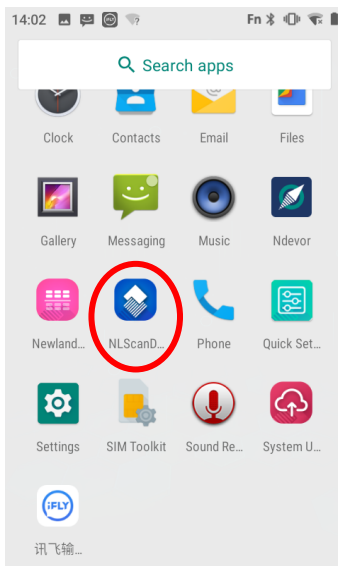 14:02 Fn
Search apps
Clock Contacts Email Files
Gallery Messaging Music Ndevor
Newland... NLScanD... Phone Quick Set...
Settings SIM Toolkit Sound Re... System U...
iFLY
讯飞输...